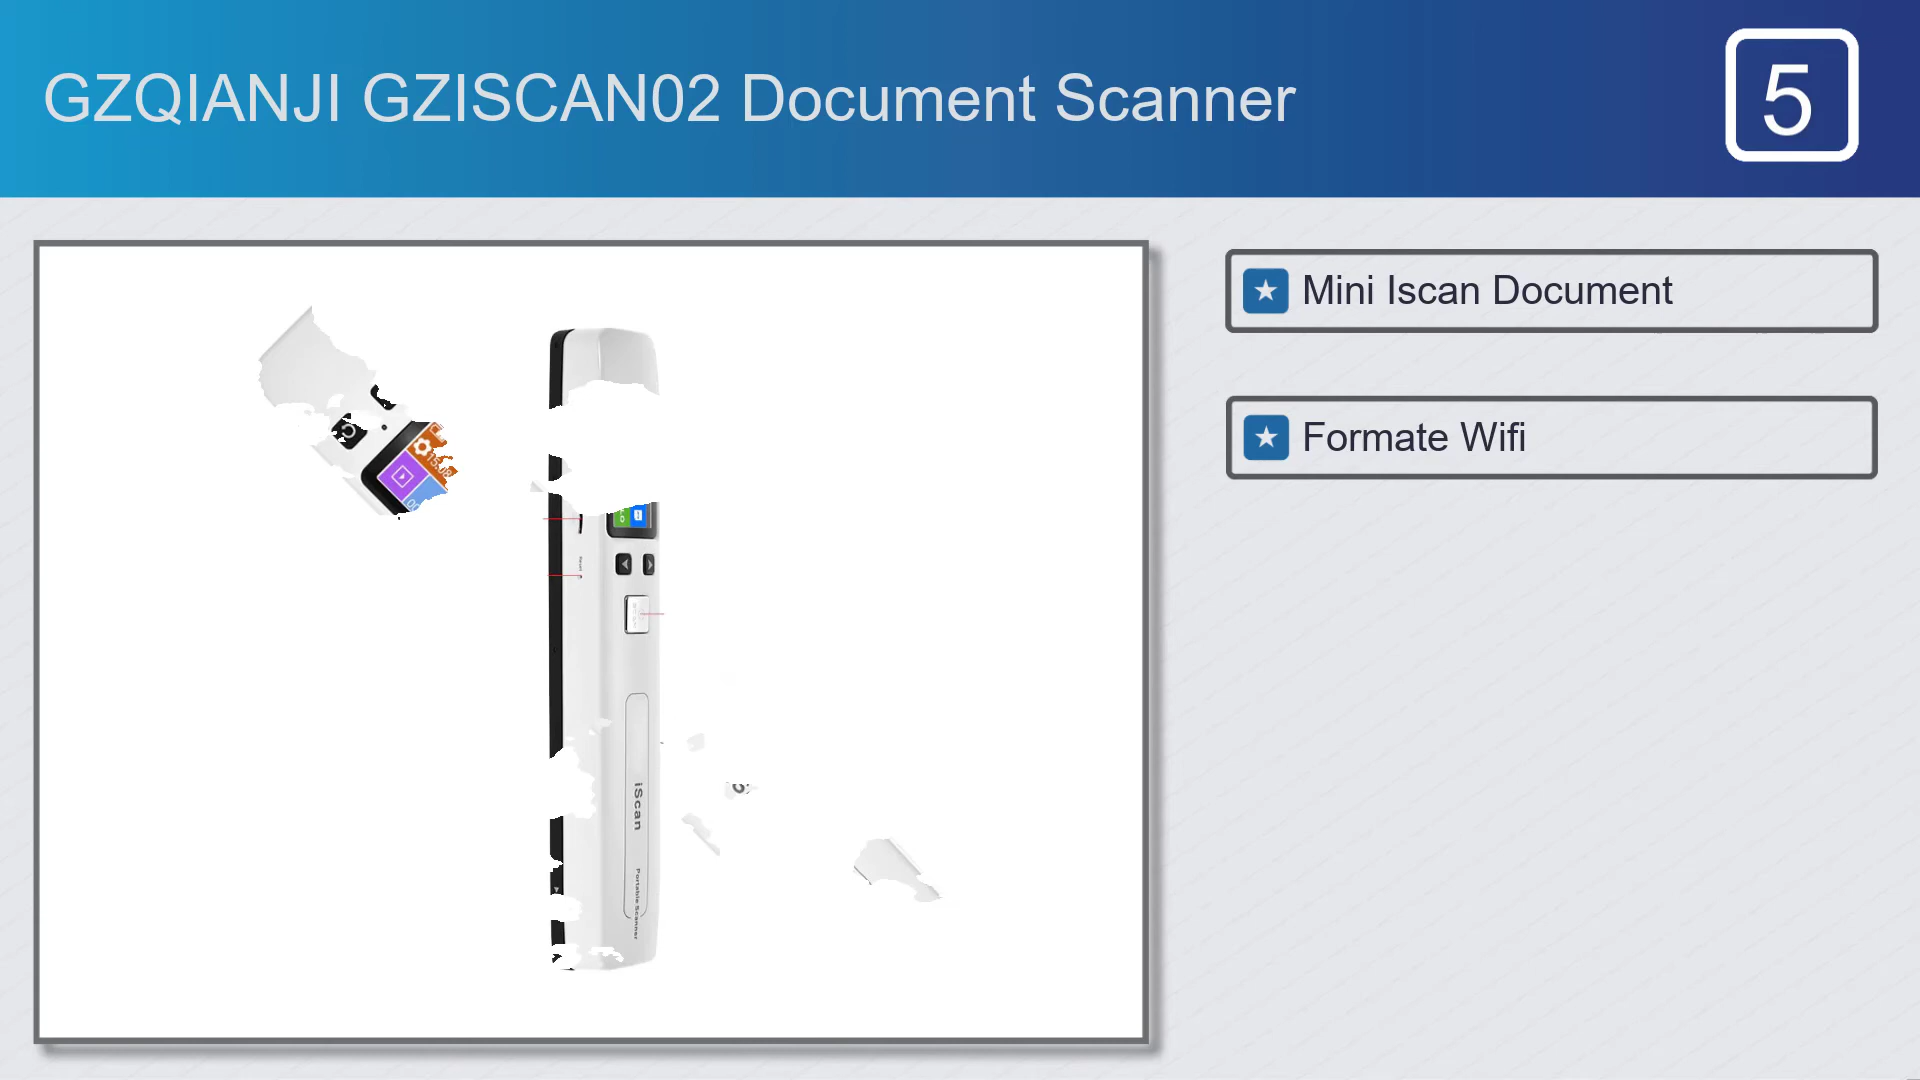 GZQIANJI GZISCAN02 Document Scanner
5
Mini Iscan Document
Formate Wifi
iScan
Portable Scanner